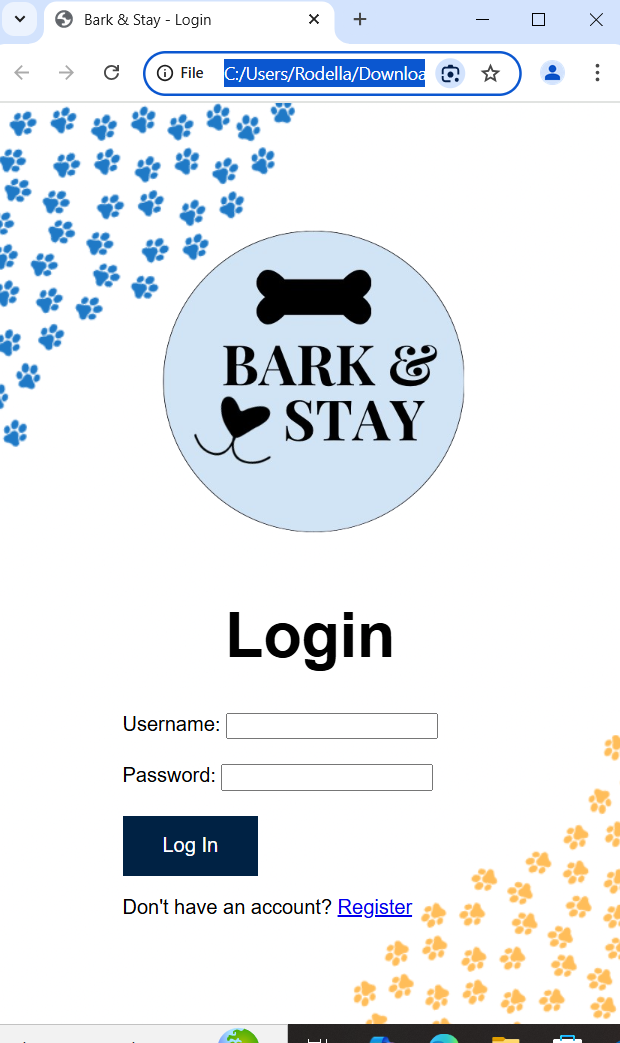 Bark & Stay - Login
File C:/Users/Rodella/Downloa
BARK &
STAY
Login
Username:
Password:
Log In
Don't have an account? Register